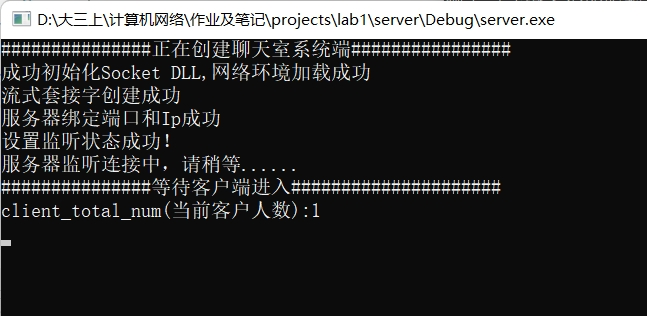 D:\大三上\计算机网络\作业及笔记\projects\lab1\server\Debug\server.exe
###############正在创建聊天室系统端################
成功初始化Socket DLL,网络环境加载成功
流式套接字创建成功
服务器绑定端口和Ip成功
设置监听状态成功！
服务器监听连接中，请稍等......
###############等待客户端进入#####################
client_total_num(当前客户人数):1